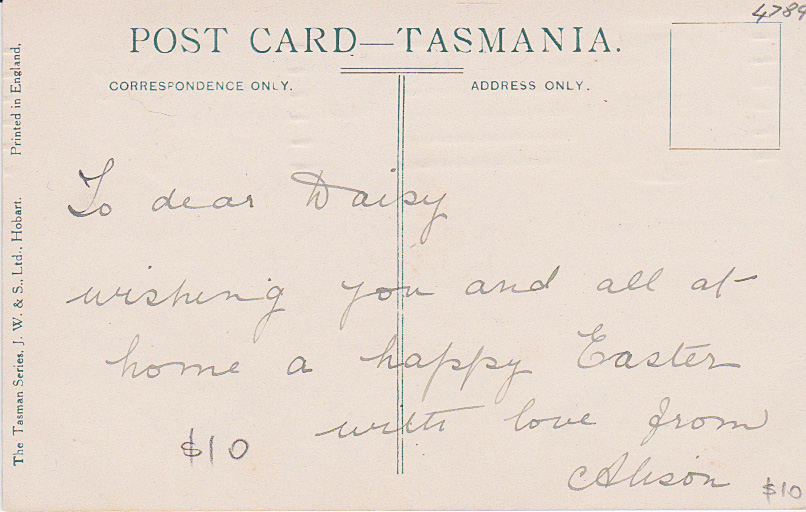 4789
POST CARD—TASMANIA.
CORRESPONDENCE ONLY.
ADDRESS ONLY.
The Tasman Series, J. W. & S., Ltd., Hobart. Printed in England.
To dear Daisy
wishing you and all at
home a happy Easter
with love from
Alison
$10
$10